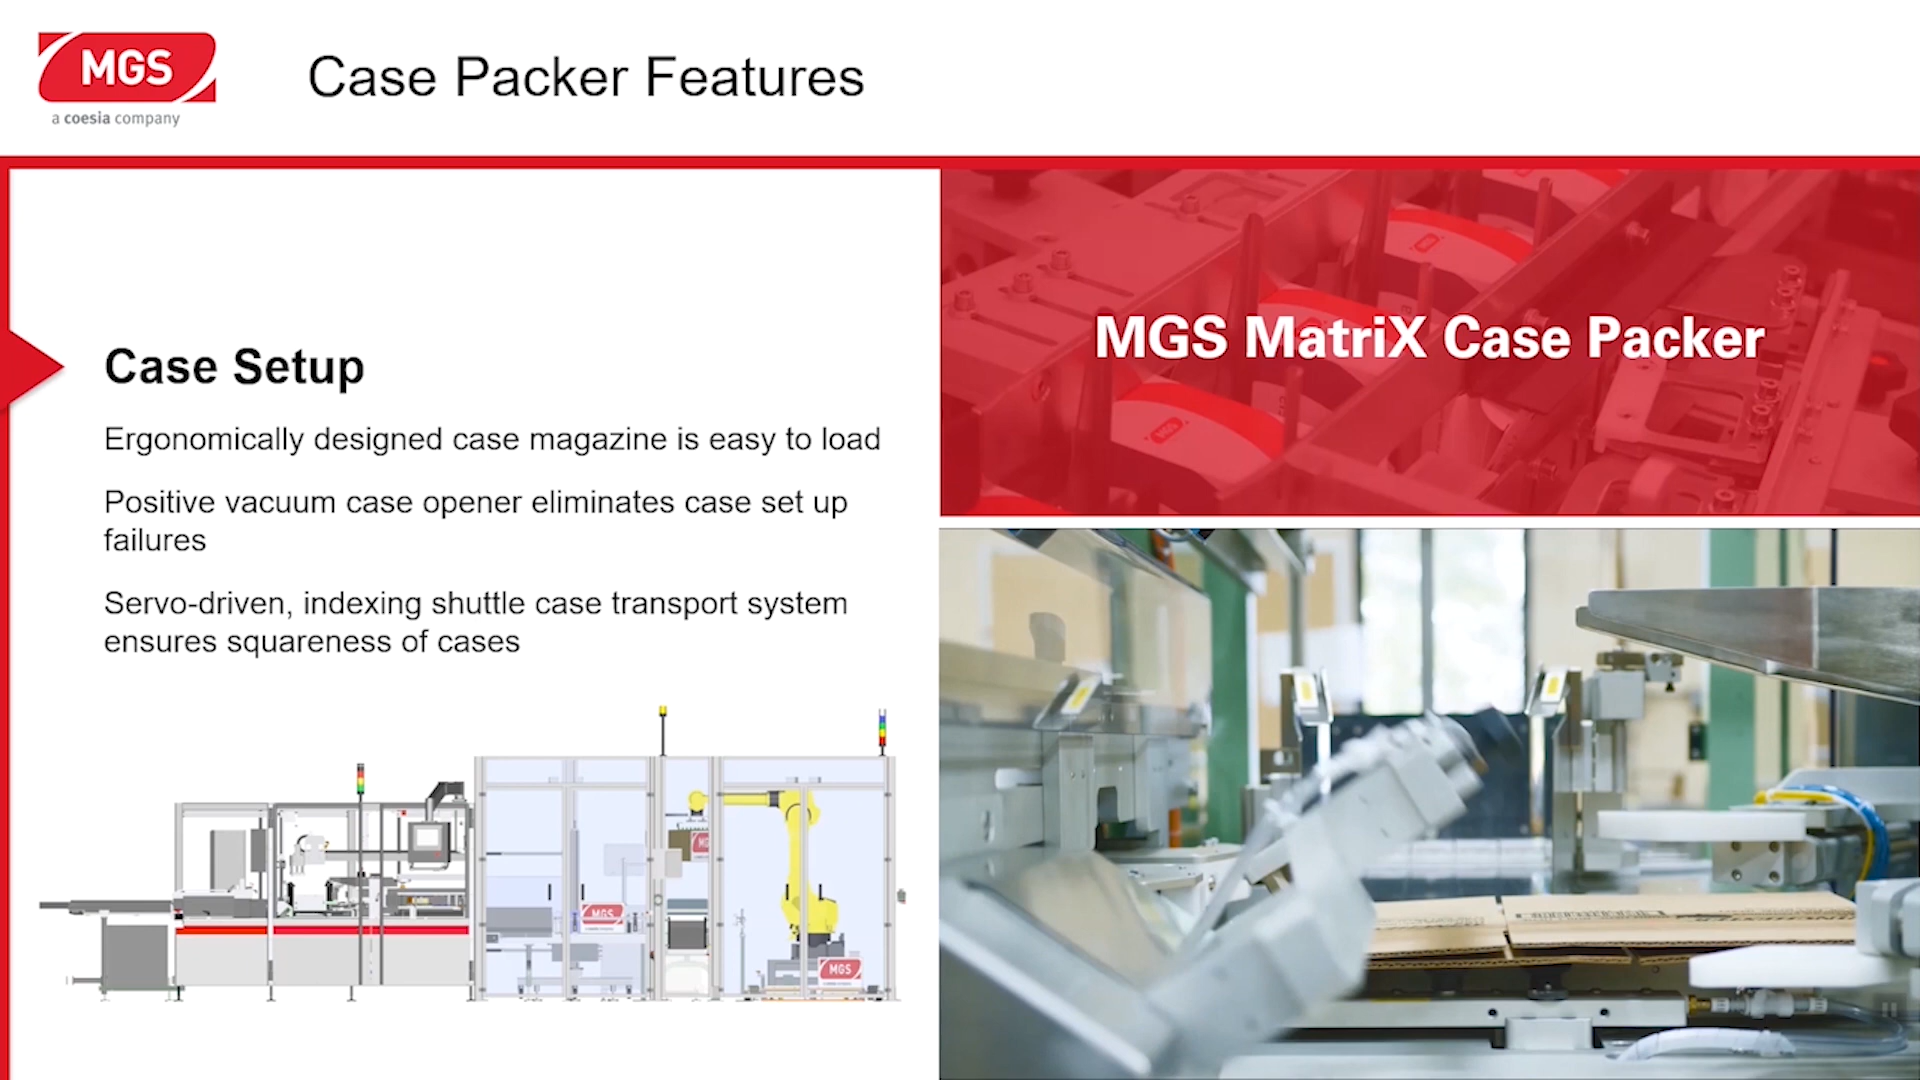 MGS
a coesia company
Case Packer Features
MGS MatriX Case Packer
Case Setup
Ergonomically designed case magazine is easy to load
Positive vacuum case opener eliminates case set up
failures
Servo-driven, indexing shuttle case transport system
ensures squareness of cases
MGS
MGS